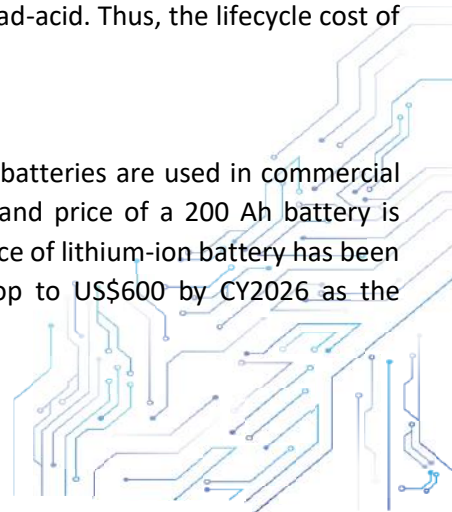 ad-acid. Thus, the lifecycle cost of
batteries are used in commercial
and price of a 200 Ah battery is
ce of lithium-ion battery has been
op to US$600 by CY2026 as the